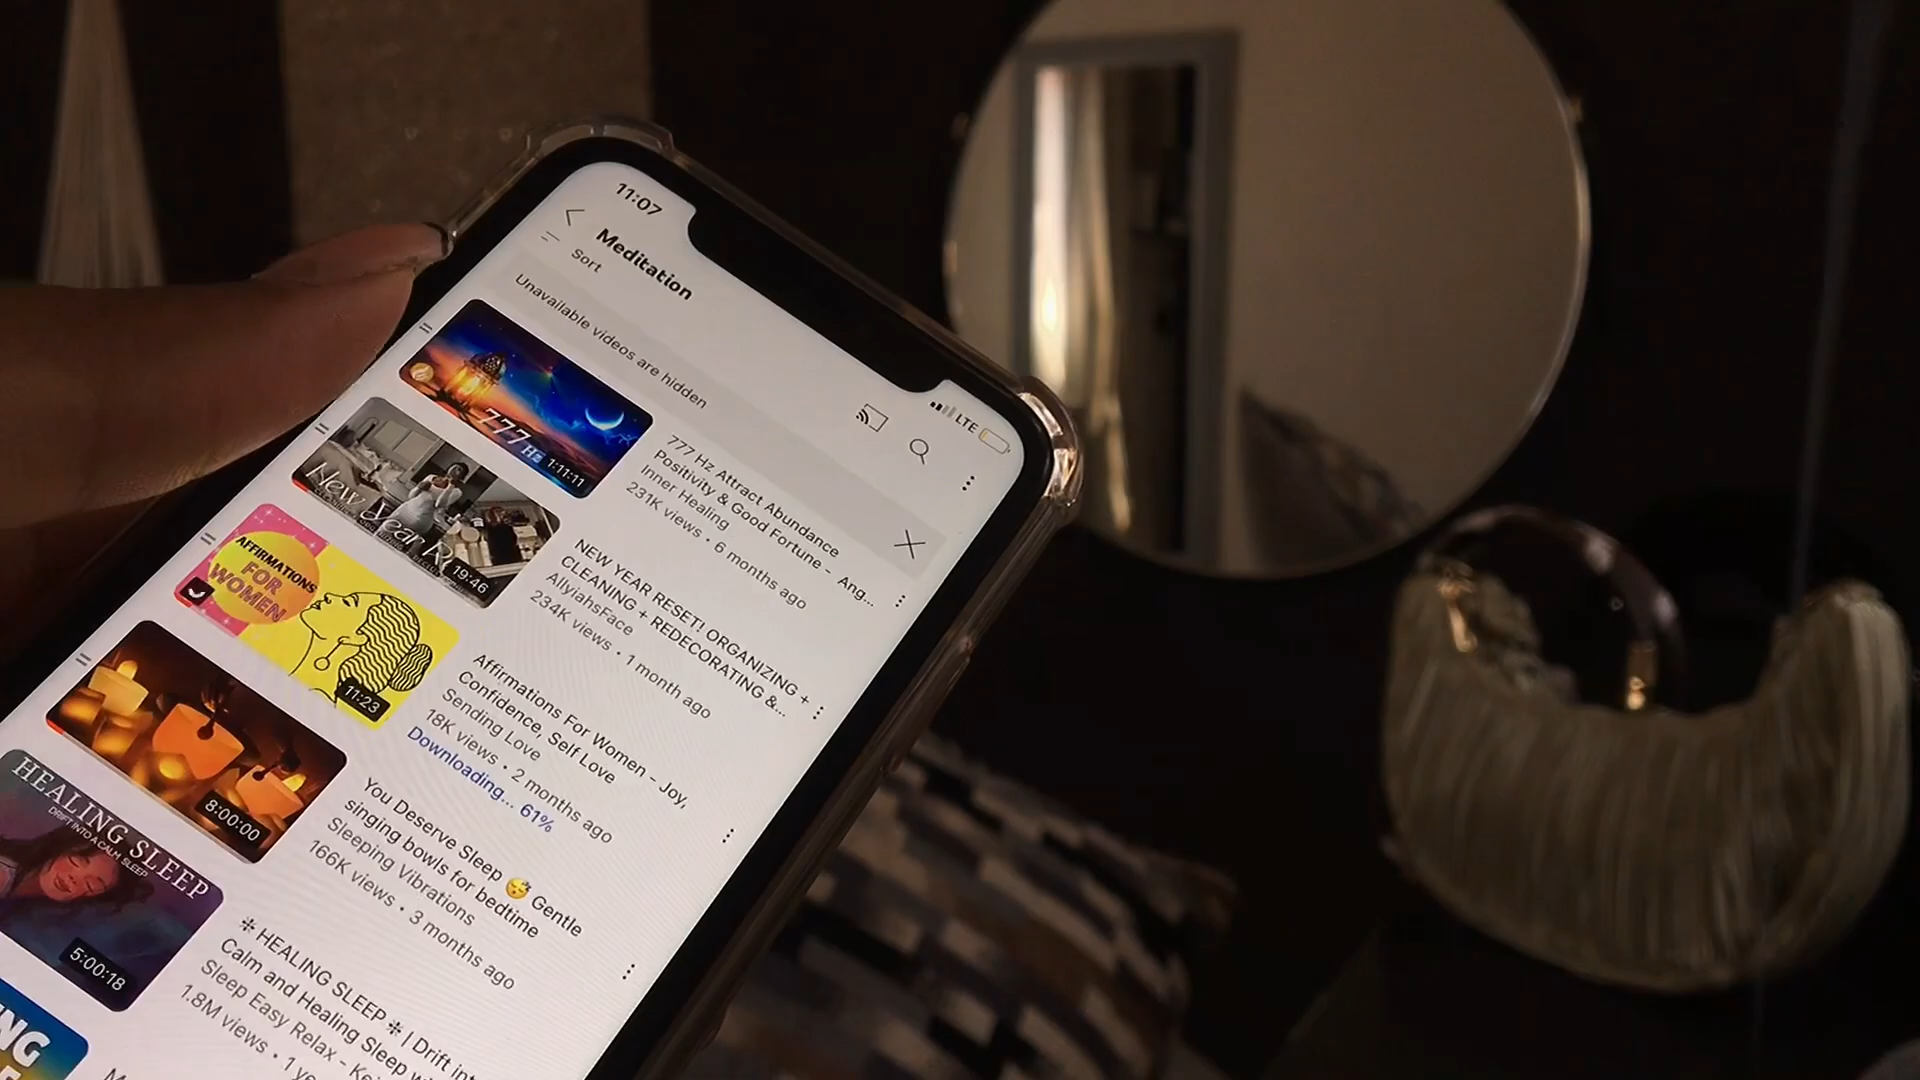 11:07
LTE
Meditation
Sort
Unavailable videos are hidden
777 Hz
1:11:11
777 Hz Attract Abundance
Positivity & Good Fortune - Ang...
Inner Healing
231K views • 6 months ago
New Year
19:46
NEW YEAR RESET! ORGANIZING +
CLEANING + REDECORATING &...
AllyiahsFace
234K views • 1 month ago
AFFIRMATIONS
FOR
WOMEN
11:23
Affirmations For Women - Joy,
Confidence, Self Love
Sending Love
18K views • 2 months ago
Downloading... 61%
8:00:00
You Deserve Sleep 😴 Gentle
singing bowls for bedtime
Sleeping Vibrations
166K views • 3 months ago
HEALING SLEEP
DRIFT INTO A CALM SLEEP
5:00:18
HEALING SLEEP | Drift
Calm and Healing Sleep
Sleep Easy Relax -
1.8M views • 1